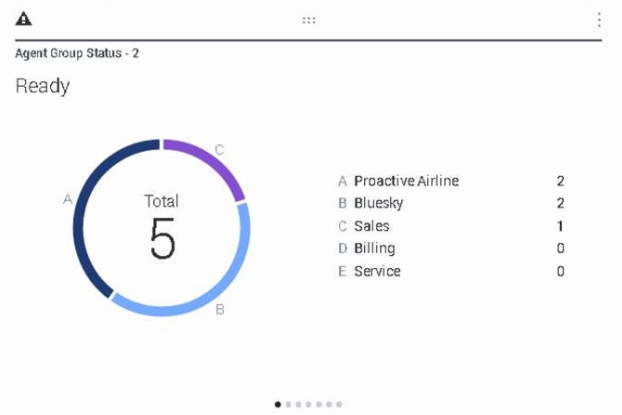 Agent Group Status - 2
Ready
C
A
Total
5
B
A Proactive Airline 2
B Bluesky 2
C Sales 1
D Billing 0
E Service 0